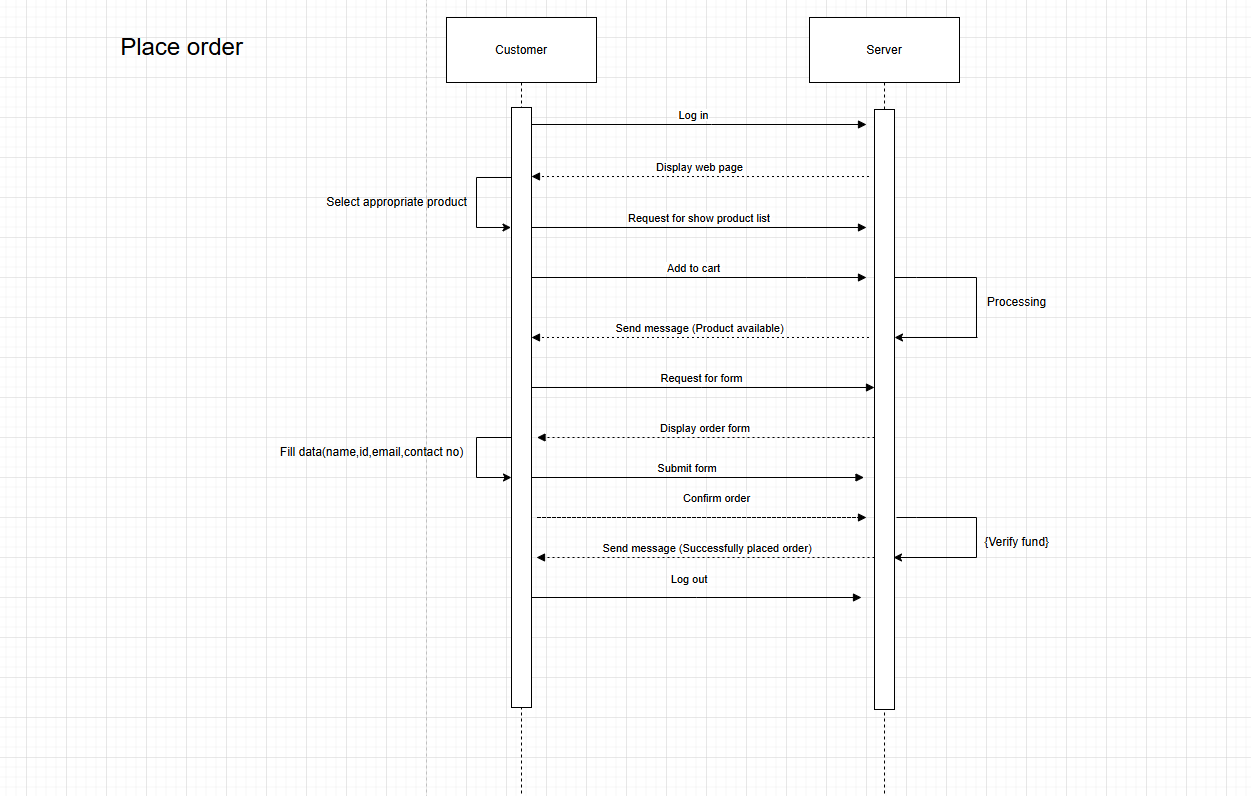 Place order
Customer
Server
Log in
Display web page
Select appropriate product
Request for show product list
Add to cart
Processing
Send message (Product available)
Request for form
Display order form
Fill data(name,id,email,contact no)
Submit form
Confirm order
{Verify fund}
Send message (Successfully placed order)
Log out